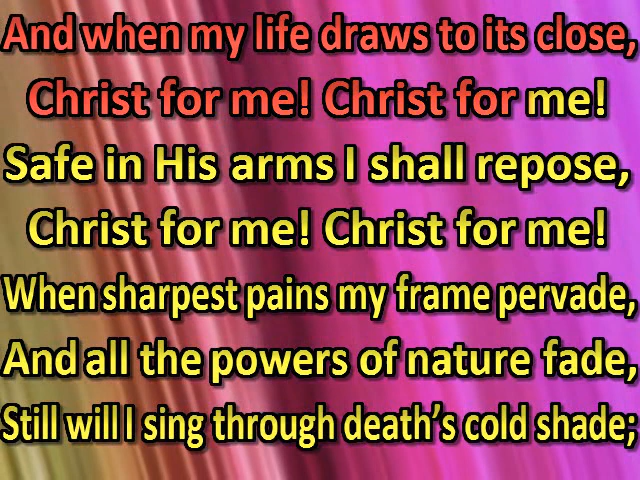 And when my life draws to its close,
Christ for me! Christ for me!
Safe in His arms I shall repose,
Christ for me! Christ for me!
When sharpest pains my frame pervade,
And all the powers of nature fade,
Still will I sing through death's cold shade;